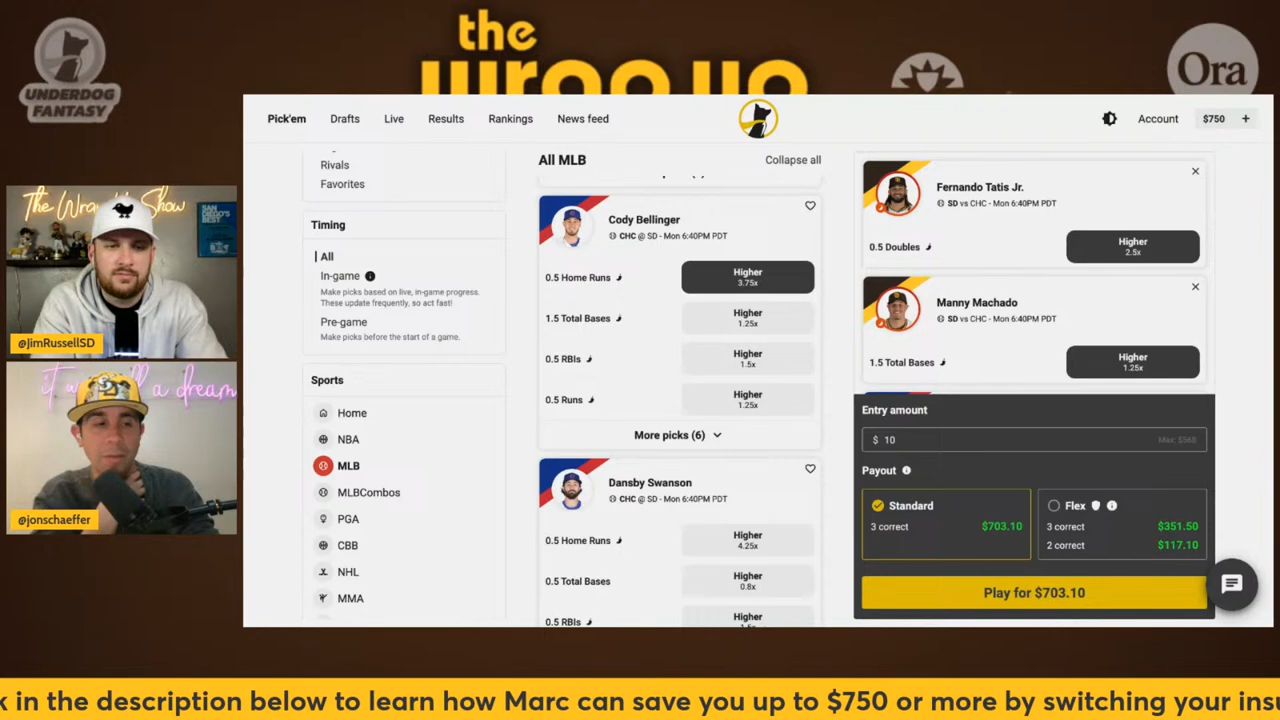 the
wrap up
UNDERDOG
FANTASY
Ora
Pick'em
Drafts
Live
Results
Rankings
News feed
Account
$750 +
Rivals
Favorites
Timing
All
In-game
Make picks based on live, in-game progress.
These update frequently, so act fast!
Pre-game
Make picks before the start of a game.
Sports
Home
NBA
MLB
MLBCombos
PGA
CBB
NHL
MMA
All MLB
Collapse all
Cody Bellinger
CHC @ SD - Mon 6:40PM PDT
0.5 Home Runs
Higher
3.75x
1.5 Total Bases
Higher
1.25x
0.5 RBIs
Higher
1.5x
0.5 Runs
Higher
1.25x
More picks (6)
Dansby Swanson
CHC @ SD - Mon 6:40PM PDT
0.5 Home Runs
Higher
4.25x
0.5 Total Bases
Higher
0.8x
0.5 RBIs
Higher
Fernando Tatis Jr.
SD vs CHC - Mon 6:40PM PDT
0.5 Doubles
Higher
2.5x
Manny Machado
SD vs CHC - Mon 6:40PM PDT
1.5 Total Bases
Higher
1.25x
Entry amount
$ 10
Max: $568
Payout
Standard
3 correct $703.10
Flex
3 correct $351.50
2 correct $117.10
Play for $703.10
The Wrap Show
SAN DIEGO'S
BEST
@JimRussellSD
a dream
@jonschaeffer
k in the description below to learn how Marc can save you up to $750 or more by switching your insu